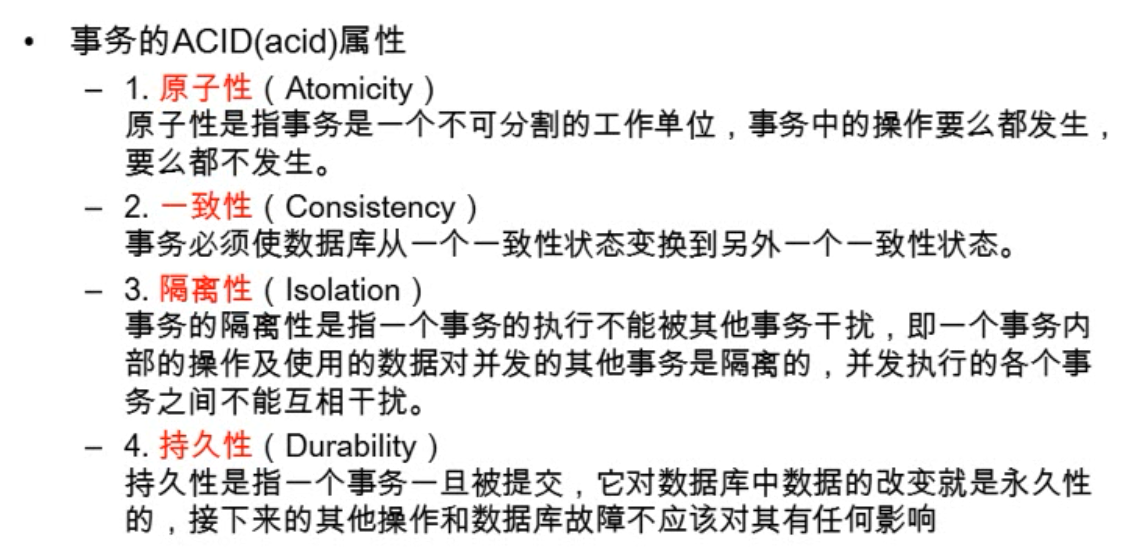 • 事务的ACID(acid)属性
– 1. 原子性（Atomicity）
原子性是指事务是一个不可分割的工作单位，事务中的操作要么都发生，
要么都不发生。
– 2. 一致性（Consistency）
事务必须使数据库从一个一致性状态变换到另外一个一致性状态。
– 3. 隔离性（Isolation）
事务的隔离性是指一个事务的执行不能被其他事务干扰，即一个事务内
部的操作及使用的数据对并发的其他事务是隔离的，并发执行的各个事
务之间不能互相干扰。
– 4. 持久性（Durability）
持久性是指一个事务一旦被提交，它对数据库中数据的改变就是永久性
的，接下来的其他操作和数据库故障不应该对其有任何影响